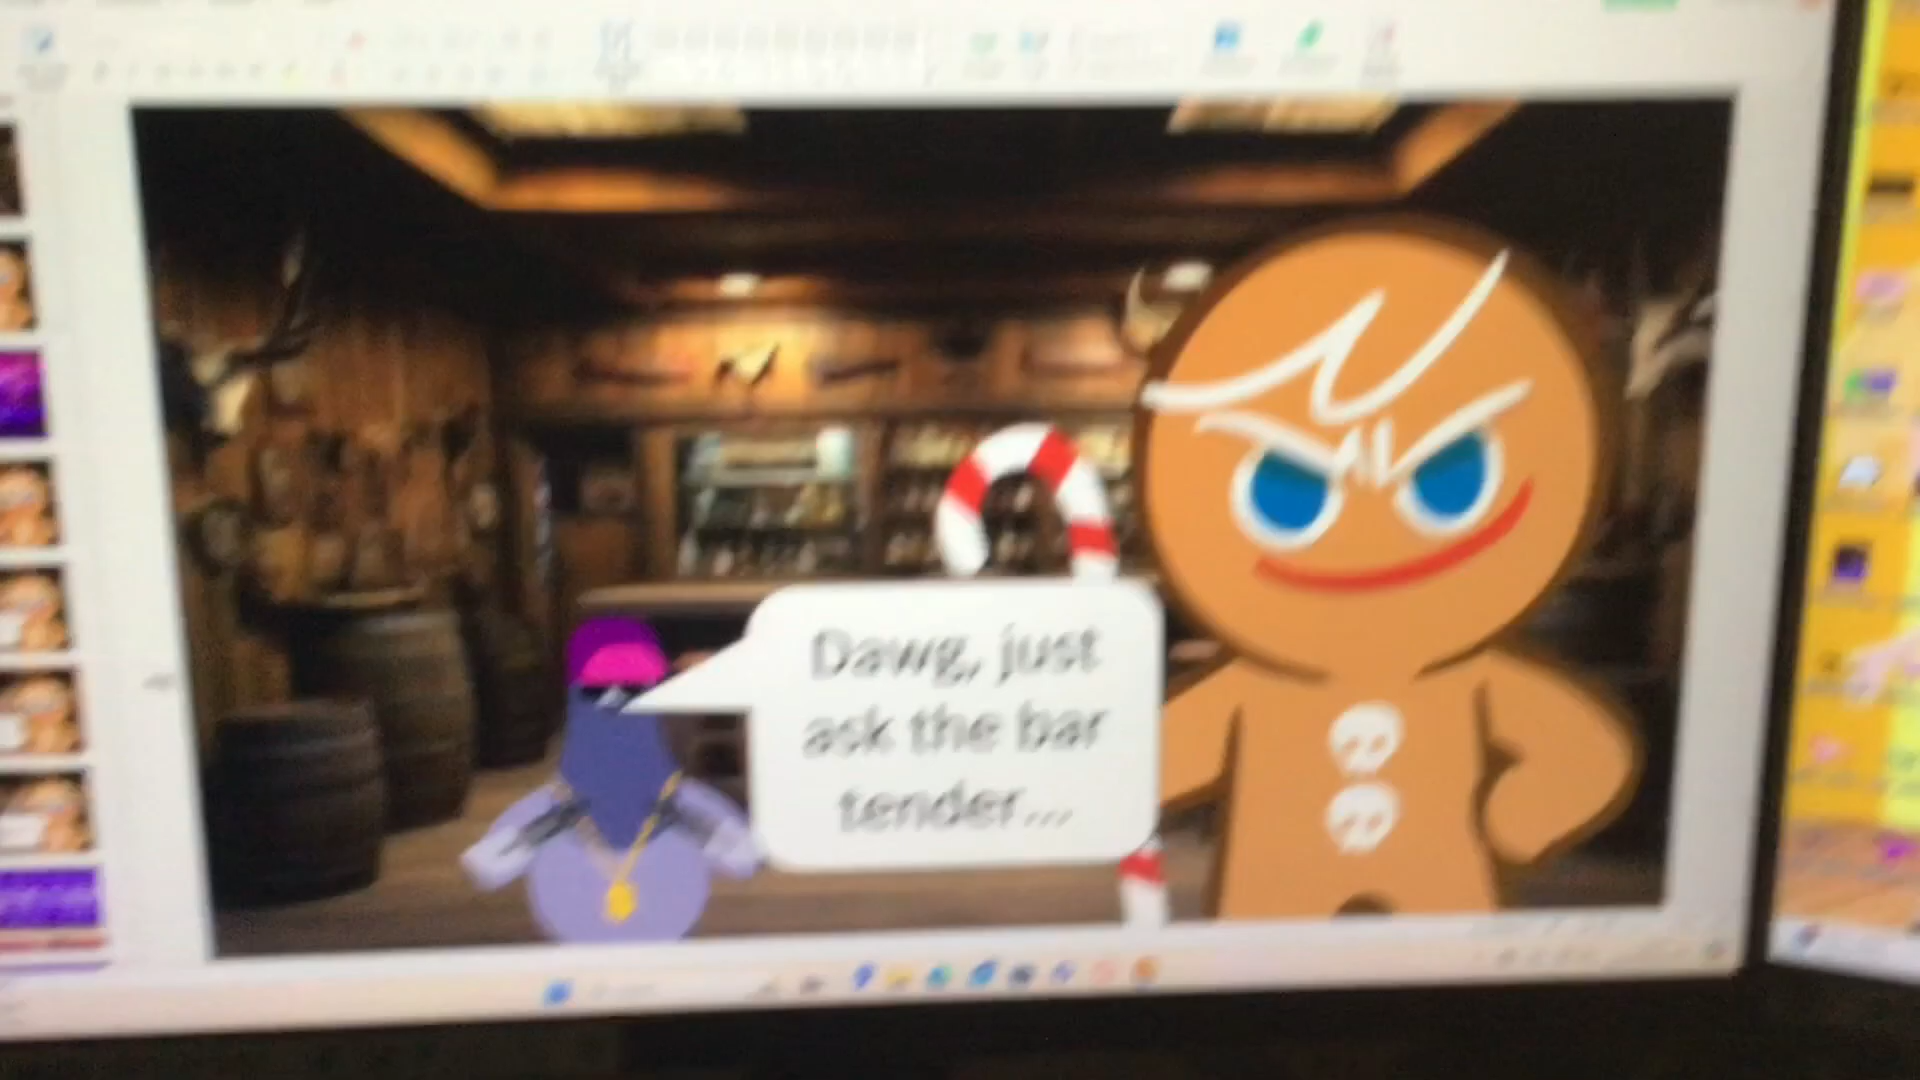 Dawg, just
ask the bar
tender...